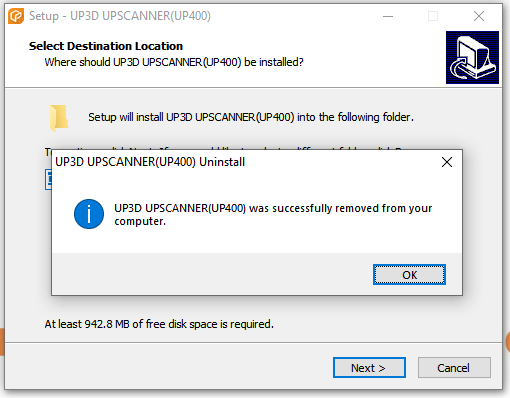 Setup - UP3D UPSCANNER(UP400)
Select Destination Location
Where should UP3D UPSCANNER(UP400) be installed?
Setup will install UP3D UPSCANNER(UP400) into the following folder.
UP3D UPSCANNER(UP400) Uninstall
UP3D UPSCANNER(UP400) was successfully removed from your
computer.
OK
At least 942.8 MB of free disk space is required.
Next >
Cancel